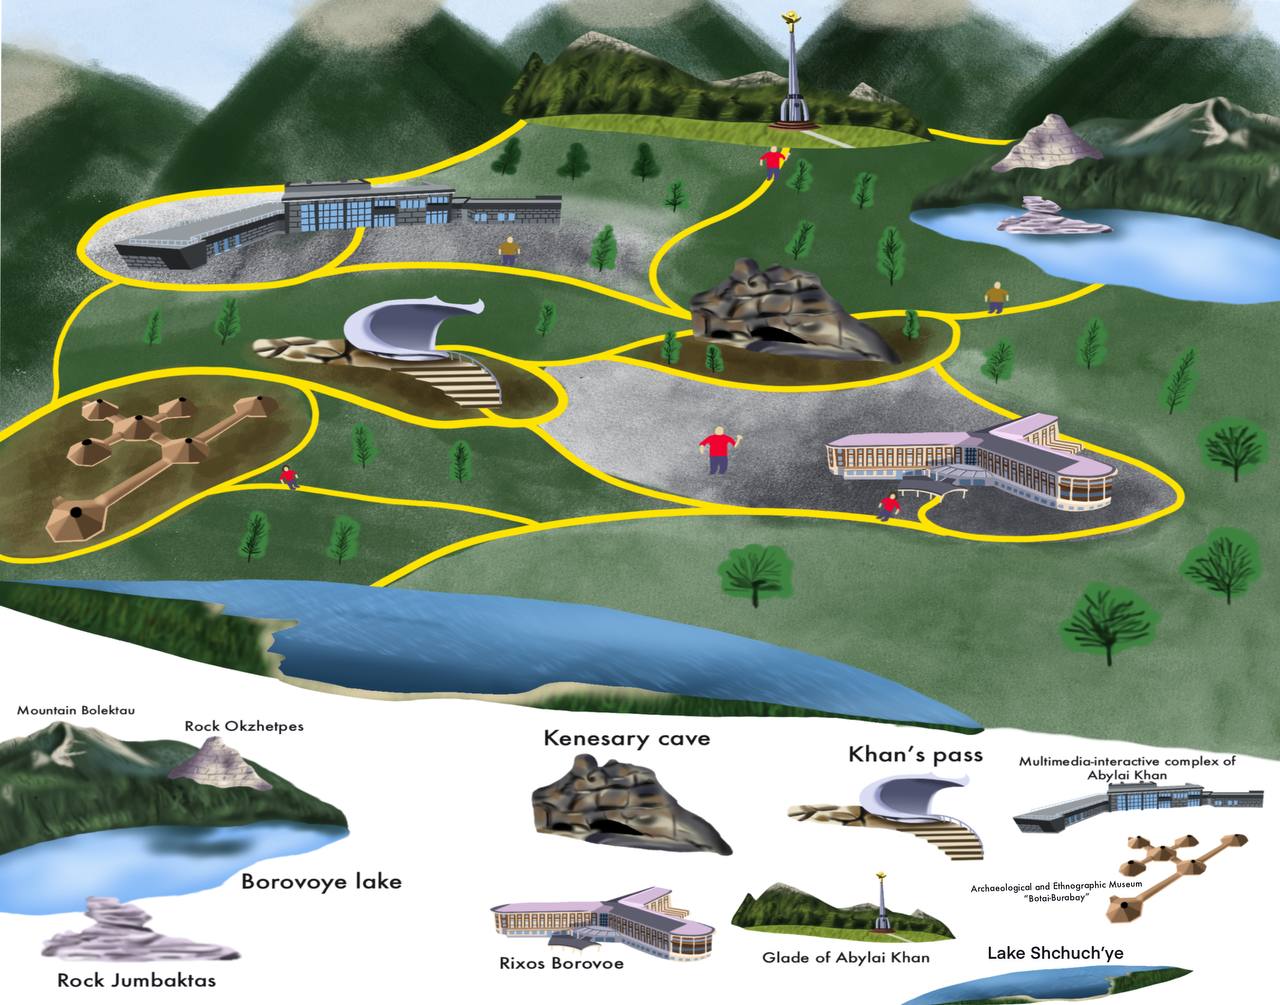 Mountain Bolektau
Rock Okzhetpes
Kenesary cave
Khan's pass
Multimedia-interactive complex of
Abylai Khan
Borovoye lake
Archaeological and Ethnographic Museum
"Botai-Burabay"
Rock Jumbaktas
Rixos Borovoe
Glade of Abylai Khan
Lake Shchuch'ye